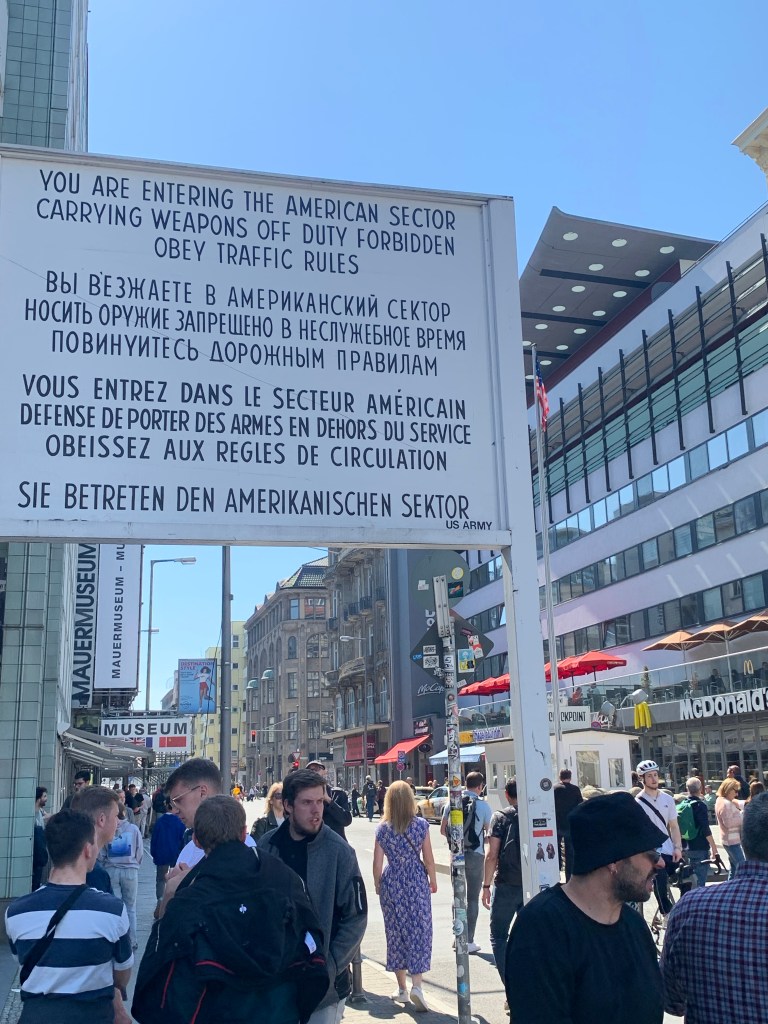 YOU ARE ENTERING THE AMERICAN SECTOR
CARRYING WEAPONS OFF DUTY FORBIDDEN
OBEY TRAFFIC RULES
ВЫ ВЪЕЗЖАЕТЕ В АМЕРИКАНСКИЙ СЕКТОР
НОСИТЬ ОРУЖИЕ ЗАПРЕЩЕНО В НЕСЛУЖЕБНОЕ ВРЕМЯ
ПОВИНУЙТЕСЬ ДОРОЖНЫМ ПРАВИЛАМ
VOUS ENTREZ DANS LE SECTEUR AMÉRICAIN
DEFENSE DE PORTER DES ARMES EN DEHORS DU SERVICE
OBEISSEZ AUX REGLES DE CIRCULATION
SIE BETRETEN DEN AMERIKANISCHEN SEKTOR
US ARMY
MAUERMUSEUM
MAUERMUSEUM
MUSEUM
McCafé
CHECKPOINT
McDonald's